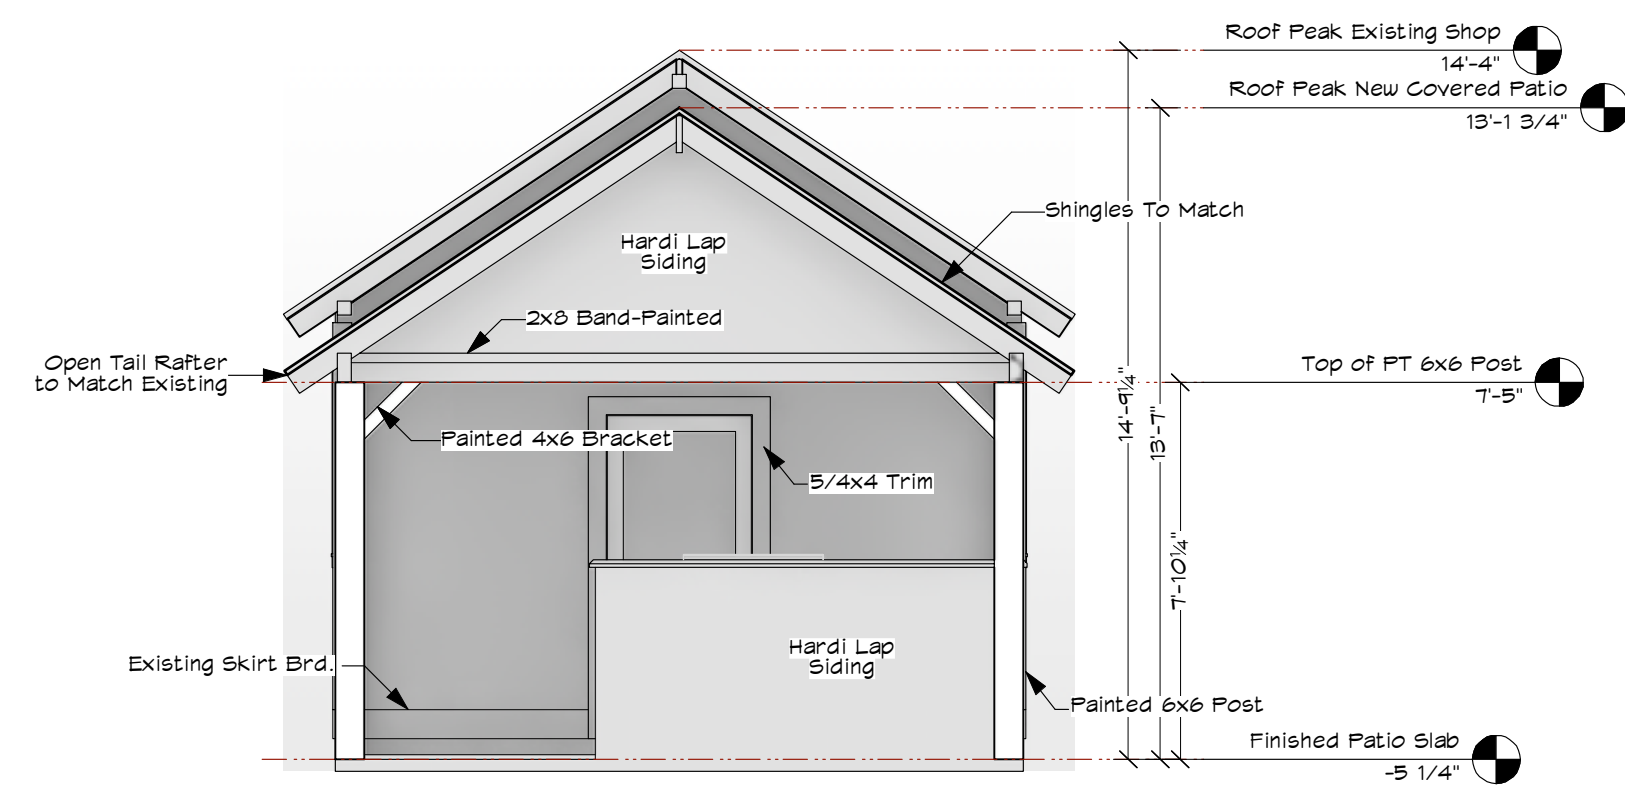 Roof Peak Existing Shop
14'-4"
Roof Peak New Covered Patio
13'-1 3/4"
Shingles To Match
Hardi Lap
Siding
2x8 Band-Painted
Open Tail Rafter
to Match Existing
Top of PT 6x6 Post
7'-5"
14'-9¼"
13'-7"
Painted 4x6 Bracket
5/4x4 Trim
7'-10¼"
Hardi Lap
Siding
Existing Skirt Brd.
Painted 6x6 Post
Finished Patio Slab
-5 1/4"